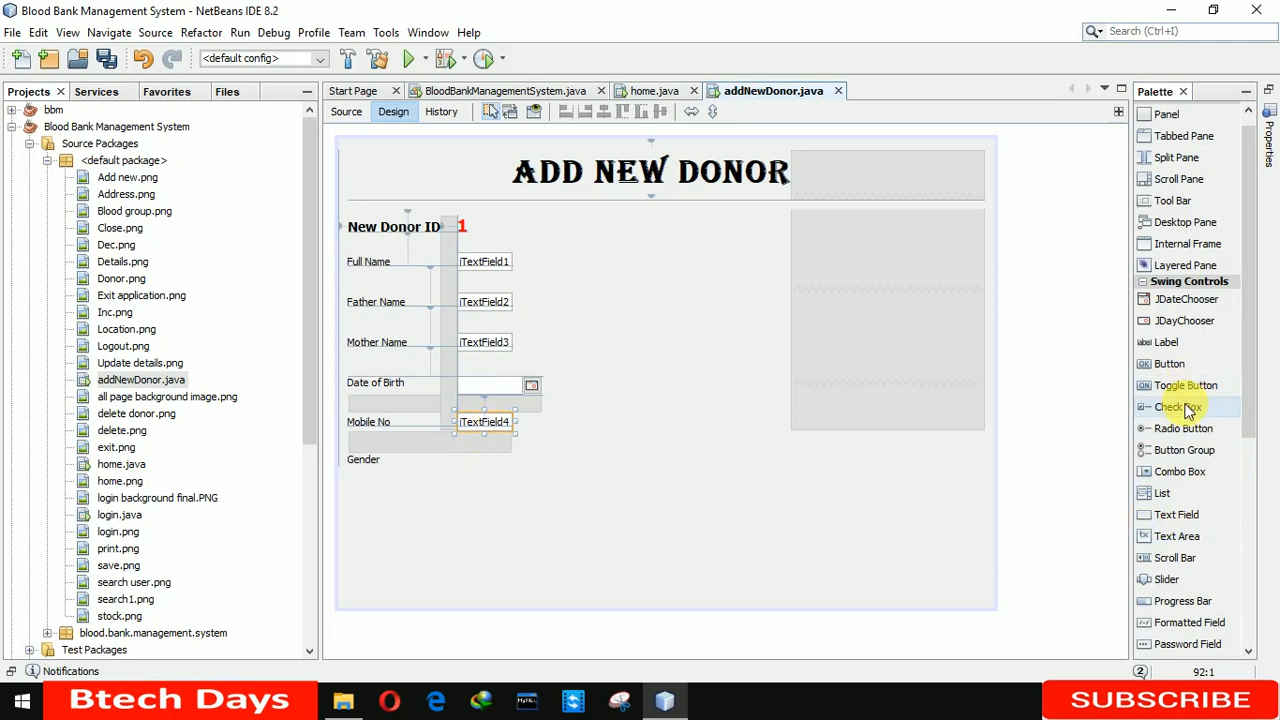 Blood Bank Management System - NetBeans IDE 8.2
File Edit View Navigate Source Refactor Run Debug Profile Team Tools Window Help
Search (Ctrl+I)
<default config>
Projects Services Favorites Files
Start Page BloodBankManagementSystem.java home.java addNewDonor.java
Palette
Source Design History
bbm
Blood Bank Management System
Source Packages
<default package>
Add new.png
Address.png
Blood group.png
Close.png
Dec.png
Details.png
Donor.png
Exit application.png
Inc.png
Location.png
Logout.png
Update details.png
addNewDonor.java
all page background image.png
delete donor.png
delete.png
exit.png
home.java
home.png
login background final.PNG
login.java
login.png
print.png
save.png
search user.png
search1.png
stock.png
blood.bank.management.system
Test Packages
ADD NEW DONOR
New Donor ID 1
Full Name jTextField1
Father Name jTextField2
Mother Name jTextField3
Date of Birth
Mobile No jTextField4
Gender
Panel
Tabbed Pane
Split Pane
Scroll Pane
Tool Bar
Desktop Pane
Internal Frame
Layered Pane
Swing Controls
JDateChooser
JDayChooser
Label
Button
Toggle Button
Check Box
Radio Button
Button Group
Combo Box
List
Text Field
Text Area
Scroll Bar
Slider
Progress Bar
Formatted Field
Password Field
Properties
Notifications
2 92:1
Btech Days
SUBSCRIBE